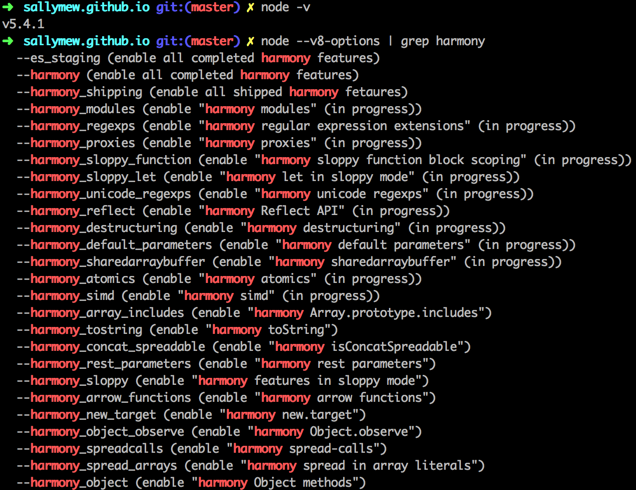 ➜ sallymew.github.io git:(master) ✗ node -v
v5.4.1
➜ sallymew.github.io git:(master) ✗ node --v8-options | grep harmony
--es_staging (enable all completed harmony features)
--harmony (enable all completed harmony features)
--harmony_shipping (enable all shipped harmony fetaures)
--harmony_modules (enable "harmony modules" (in progress))
--harmony_regexps (enable "harmony regular expression extensions" (in progress))
--harmony_proxies (enable "harmony proxies" (in progress))
--harmony_sloppy_function (enable "harmony sloppy function block scoping" (in progress))
--harmony_sloppy_let (enable "harmony let in sloppy mode" (in progress))
--harmony_unicode_regexps (enable "harmony unicode regexps" (in progress))
--harmony_reflect (enable "harmony Reflect API" (in progress))
--harmony_destructuring (enable "harmony destructuring" (in progress))
--harmony_default_parameters (enable "harmony default parameters" (in progress))
--harmony_sharedarraybuffer (enable "harmony sharedarraybuffer" (in progress))
--harmony_atomics (enable "harmony atomics" (in progress))
--harmony_simd (enable "harmony simd" (in progress))
--harmony_array_includes (enable "harmony Array.prototype.includes")
--harmony_tostring (enable "harmony toString")
--harmony_concat_spreadable (enable "harmony isConcatSpreadable")
--harmony_rest_parameters (enable "harmony rest parameters")
--harmony_sloppy (enable "harmony features in sloppy mode")
--harmony_arrow_functions (enable "harmony arrow functions")
--harmony_new_target (enable "harmony new.target")
--harmony_object_observe (enable "harmony Object.observe")
--harmony_spreadcalls (enable "harmony spread-calls")
--harmony_spread_arrays (enable "harmony spread in array literals")
--harmony_object (enable "harmony Object methods")